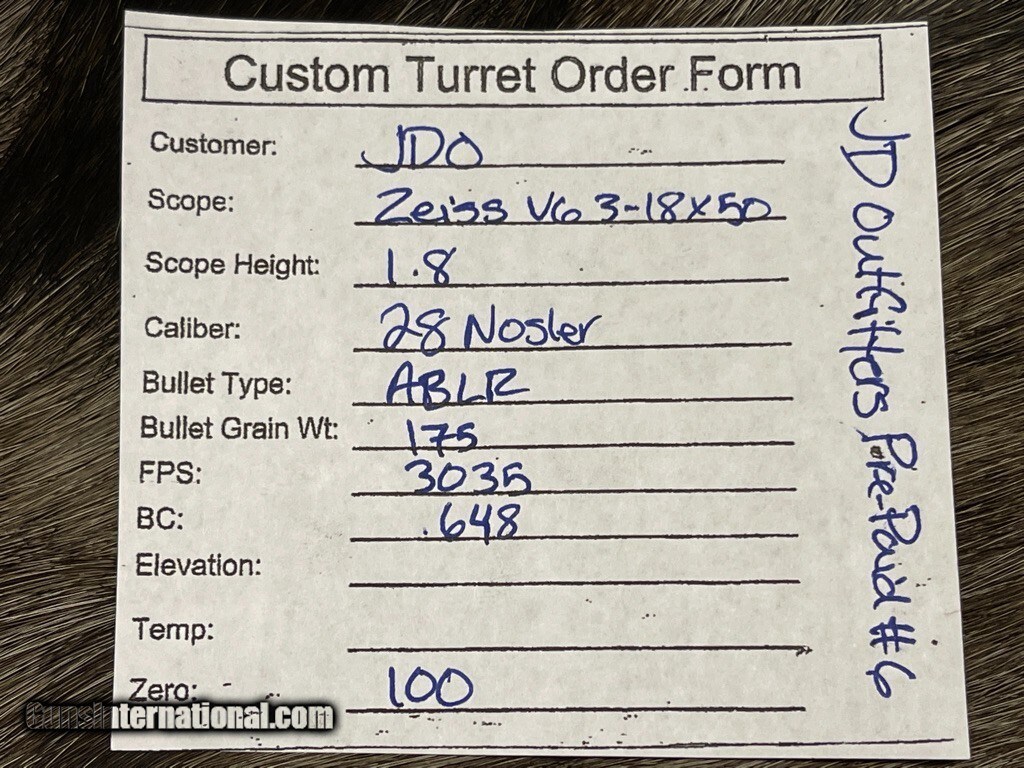 Custom Turret Order Form
Customer: JDO
Scope: Zeiss V6 3-18x50
Scope Height: 1.8
Caliber: 28 Nosler
Bullet Type: ABLR
Bullet Grain Wt: 175
FPS: 3035
BC: .648
Elevation:
Temp:
Zero: 100
JD Outfitters Pre-Paid #6
GunsInternational.com